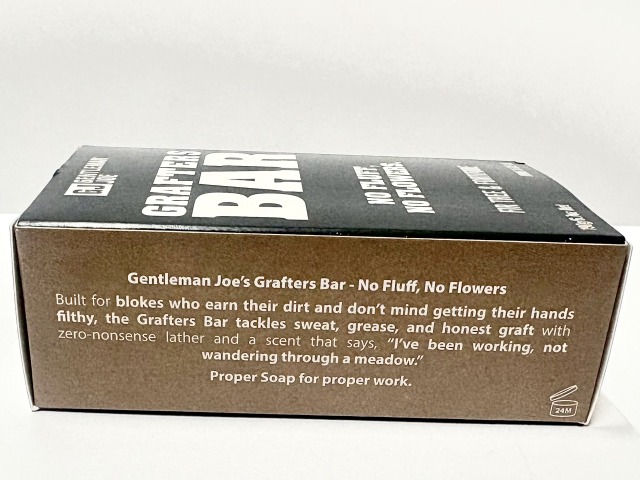 GENTLEMAN
JOE
GRAFTERS
BAR
NO FLUFF,
NO FLOWERS
Gentleman Joe's Grafters Bar - No Fluff, No Flowers
Built for blokes who earn their dirt and don't mind getting their hands
filthy, the Grafters Bar tackles sweat, grease, and honest graft with
zero-nonsense lather and a scent that says, "I've been working, not
wandering through a meadow."
Proper Soap for proper work.
24M